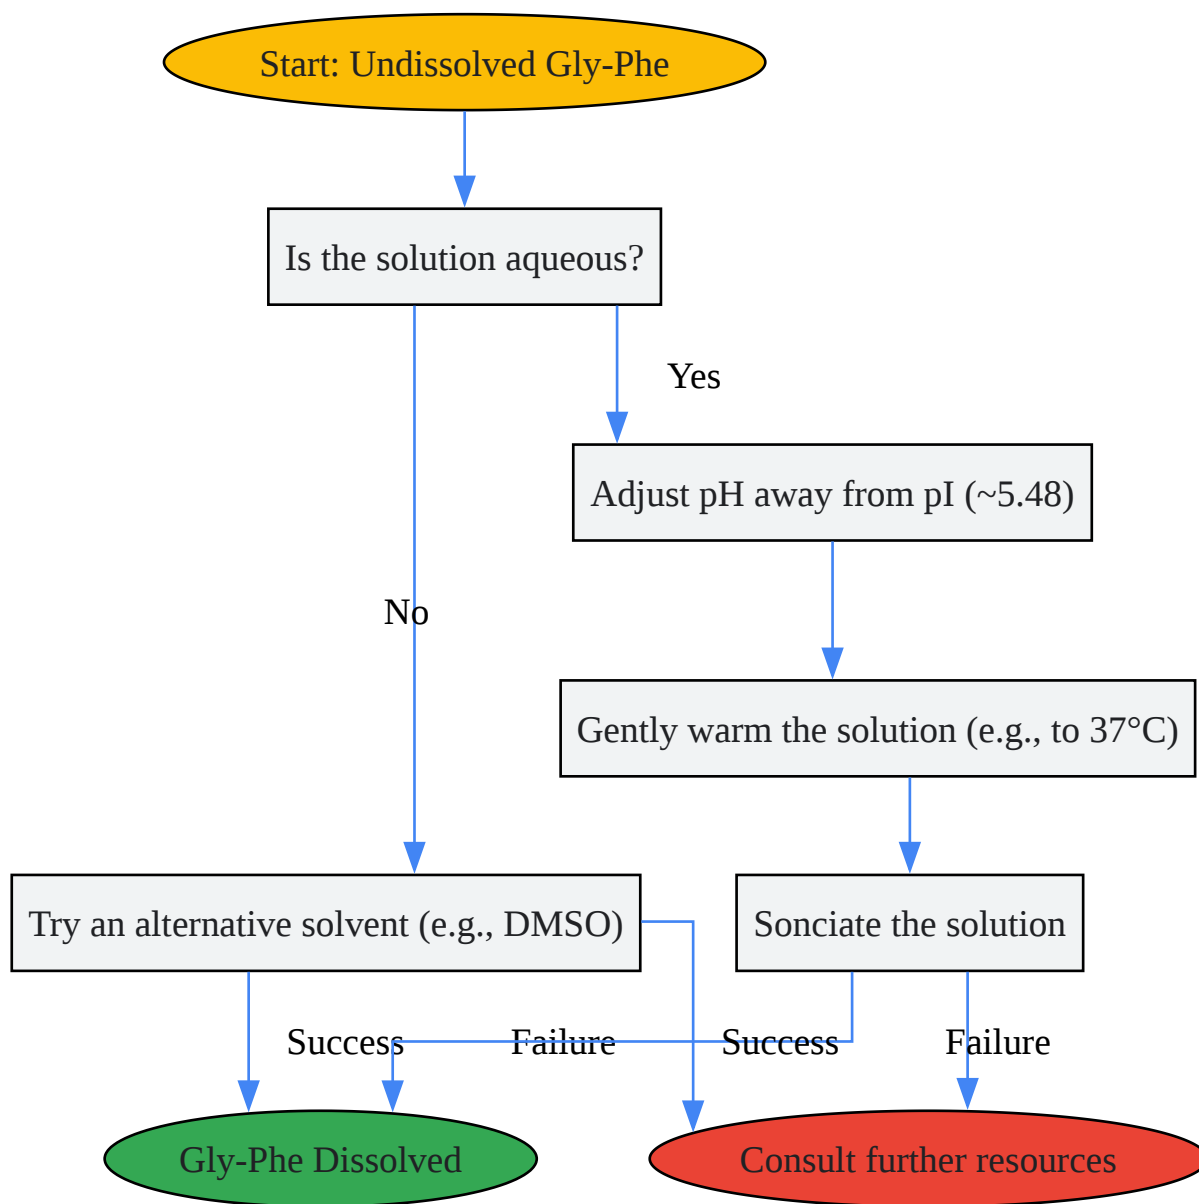 Start: Undissolved Gly-Phe
Is the solution aqueous?
Yes
Adjust pH away from pI (~5.48)
No
Gently warm the solution (e.g., to 37°C)
Try an alternative solvent (e.g., DMSO)
Sonciate the solution
Success
Failure
Success
Failure
Gly-Phe Dissolved
Consult further resources